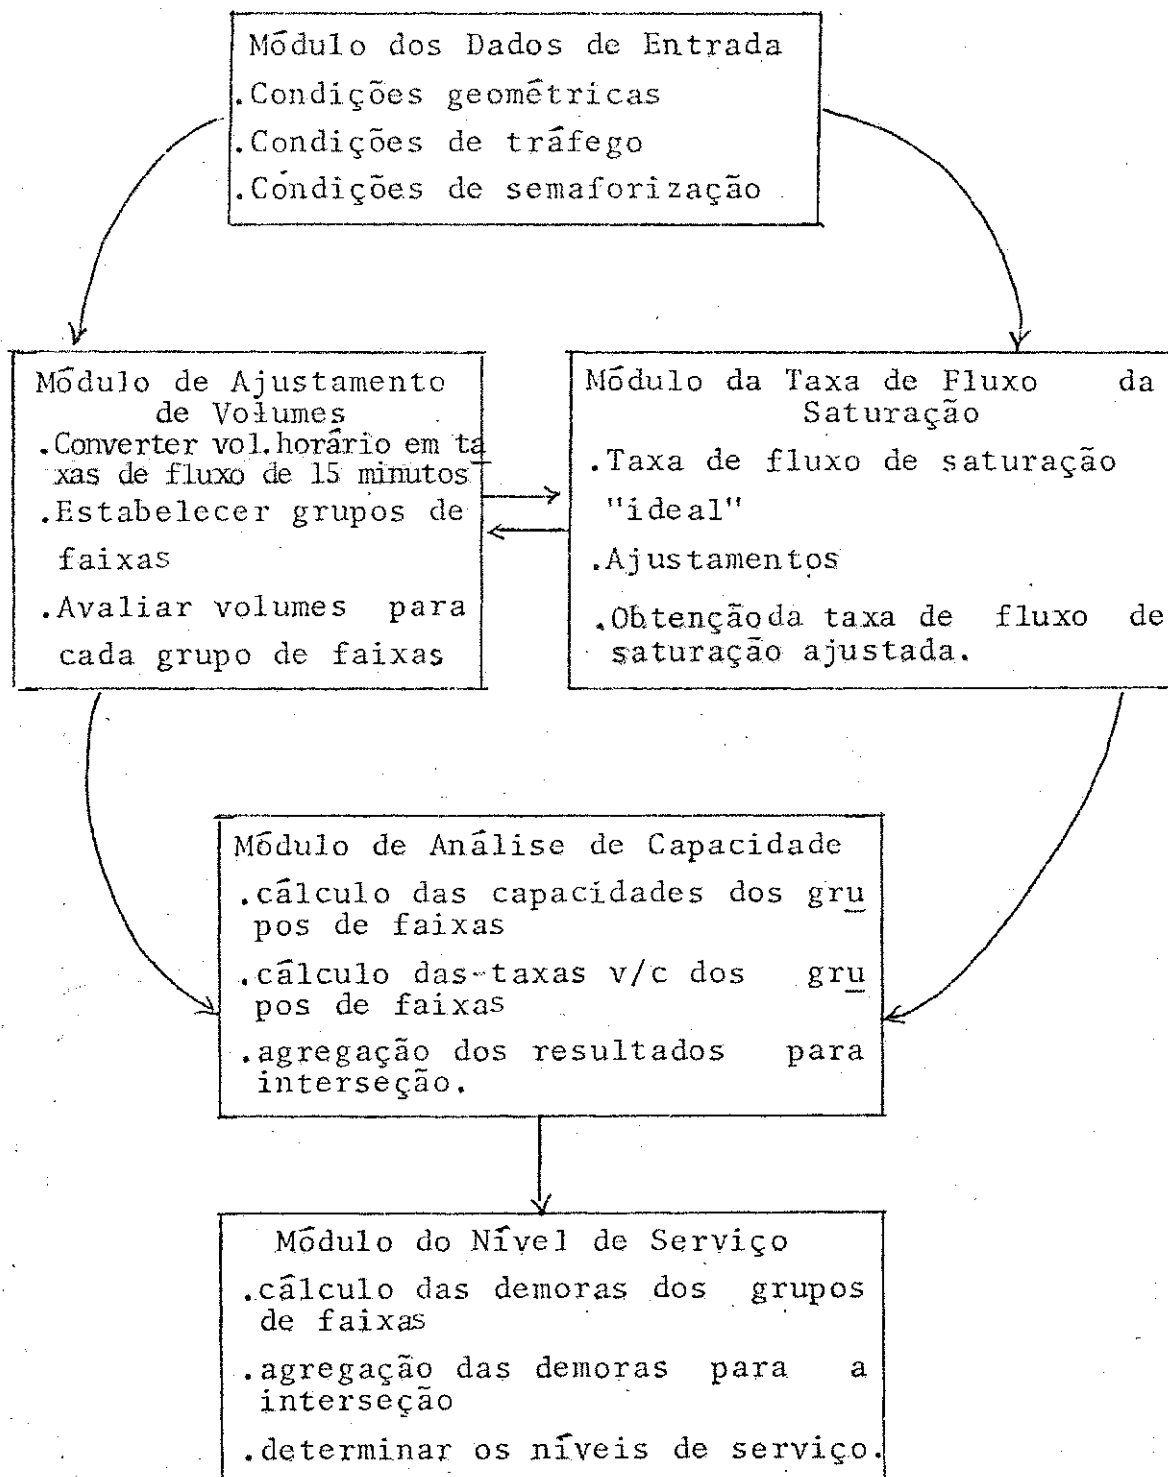 Módulo dos Dados de Entrada
.Condições geométricas
.Condições de tráfego
.Condições de semaforização
Módulo de Ajustamento
de Volumes
.Converter vol.horário em ta
xas de fluxo de 15 minutos
.Estabelecer grupos de
faixas
.Avaliar volumes para
cada grupo de faixas
Módulo da Taxa de Fluxo da
Saturação
.Taxa de fluxo de saturação
"ideal"
.Ajustamentos
.Obtenção da taxa de fluxo de
saturação ajustada.
Módulo de Análise de Capacidade
.cálculo das capacidades dos gru
pos de faixas
.cálculo das taxas v/c dos gru
pos de faixas
.agregação dos resultados para
interseção.
Módulo do Nível de Serviço
.cálculo das demoras dos grupos
de faixas
.agregação das demoras para a
interseção
.determinar os níveis de serviço.